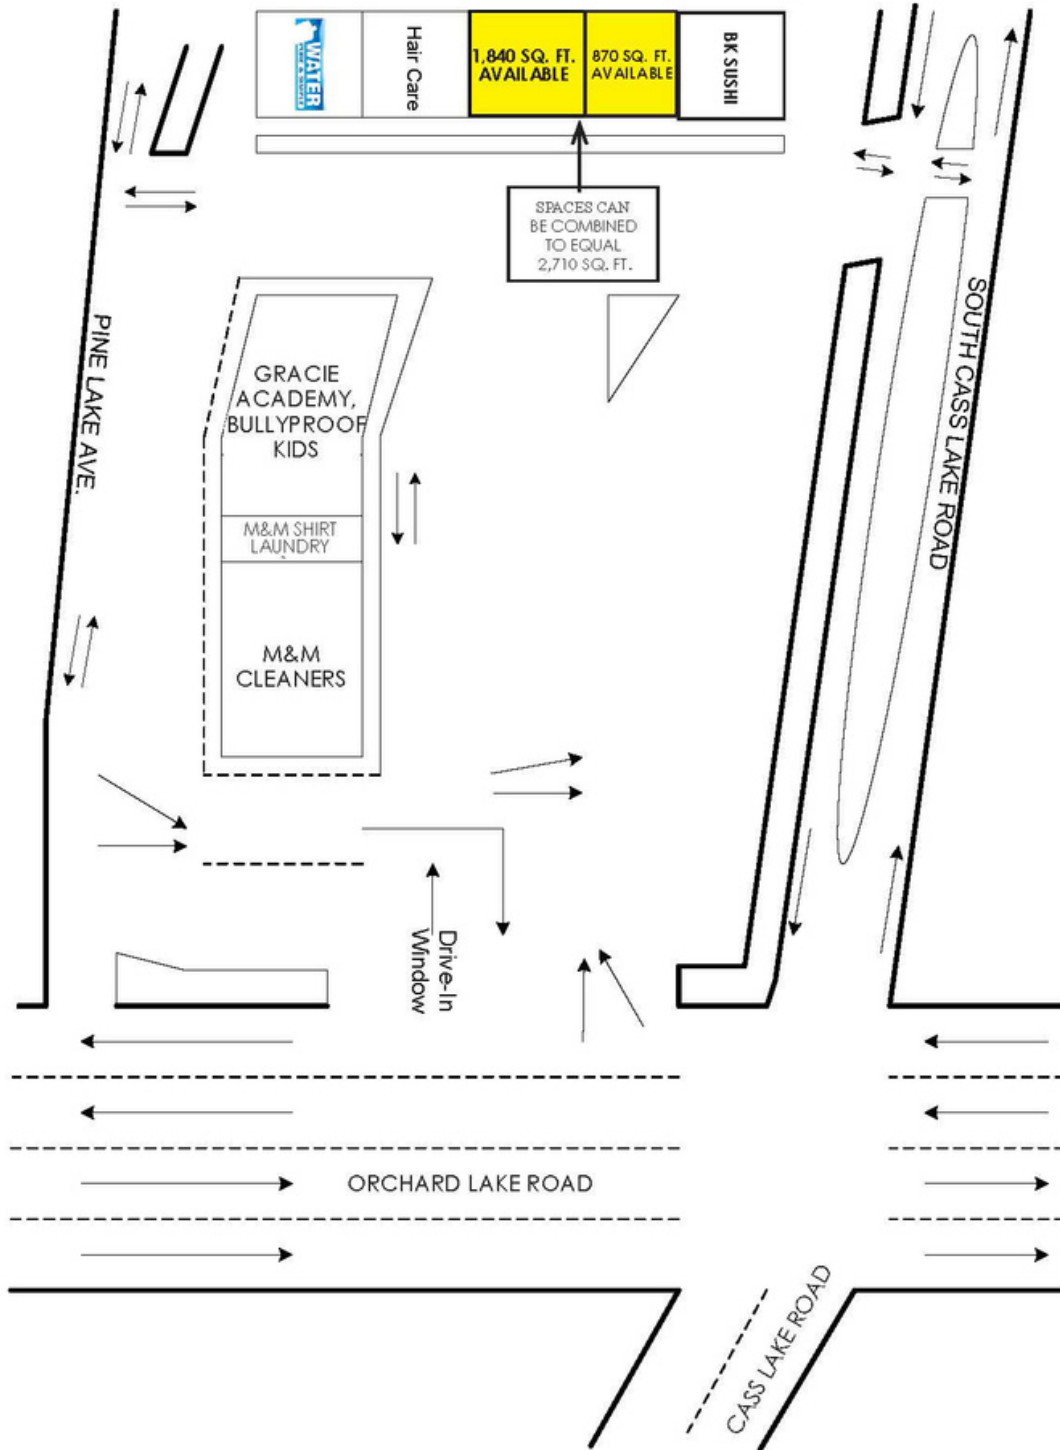 WATER
Hair Care
1,840 SQ. FT.
AVAILABLE
870 SQ. FT.
AVAILABLE
BK SUSHI
SPACES CAN
BE COMBINED
TO EQUAL
2,710 SQ. FT.
PINE LAKE AVE.
SOUTH CASS LAKE ROAD
GRACIE
ACADEMY,
BULLYPROOF
KIDS
M&M SHIRT
LAUNDRY
M&M
CLEANERS
Drive-In
Window
ORCHARD LAKE ROAD
CASS LAKE ROAD